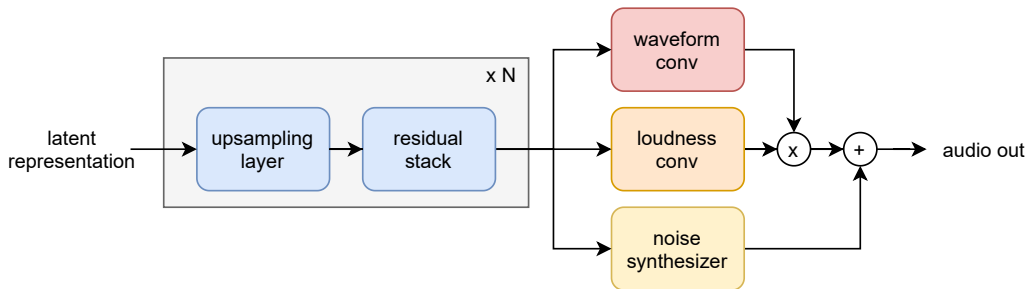 latent
representation
x N
upsampling
layer
residual
stack
waveform
conv
loudness
conv
noise
synthesizer
x
+
audio out